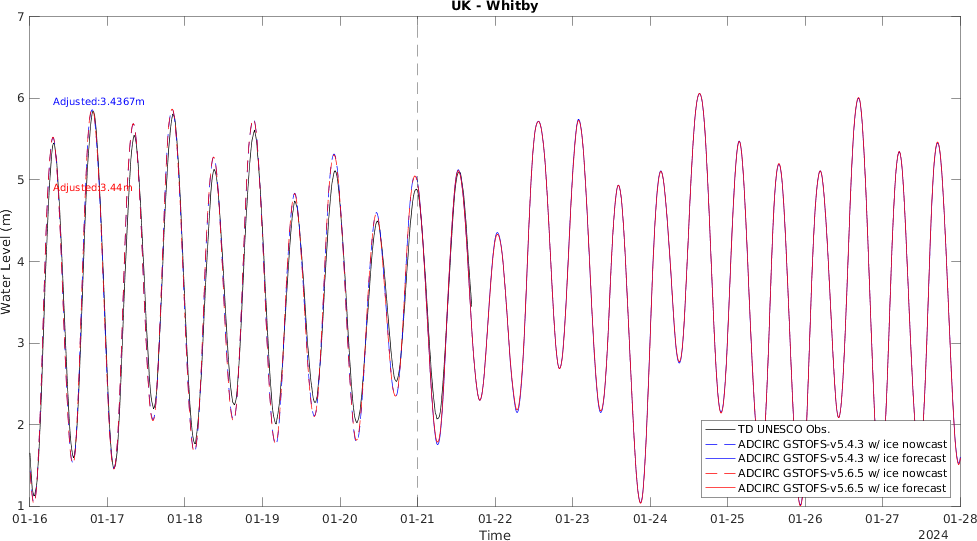 UK - Whitby
7
6
5
4
3
2
1
Water Level (m)
Adjusted:3.4367m
Adjusted:3.44m
TD UNESCO Obs.
ADCIRC GSTOFS-v5.4.3 w/ ice nowcast
ADCIRC GSTOFS-v5.4.3 w/ ice forecast
ADCIRC GSTOFS-v5.6.5 w/ ice nowcast
ADCIRC GSTOFS-v5.6.5 w/ ice forecast
01-16 01-17 01-18 01-19 01-20 01-21 01-22 01-23 01-24 01-25 01-26 01-27 01-28
Time
2024